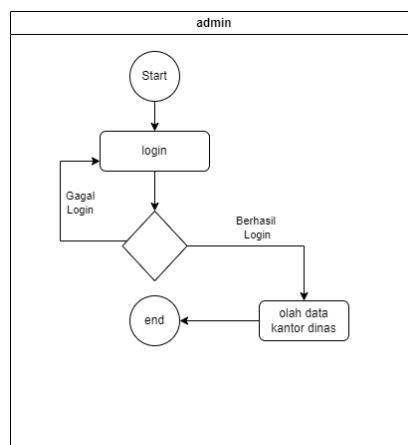 admin
Start
login
Gagal
Login
Berhasil
Login
olah data
kantor dinas
end